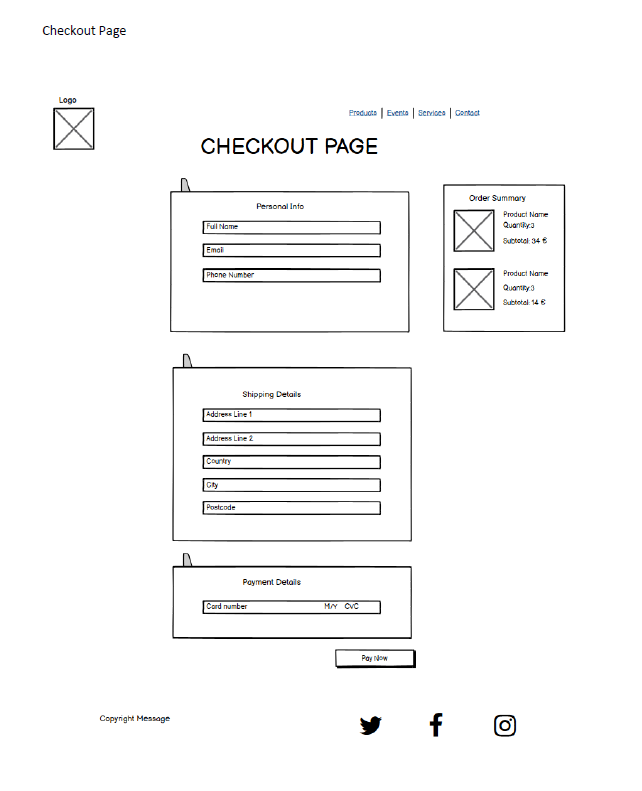 Checkout Page
Logo
Products | Events | Services | Contact
CHECKOUT PAGE
Personal Info
Full Name
Email
Phone Number
Order Summary
Product Name
Quantity:3
Subtotal: 34 €
Product Name
Quantity:3
Subtotal: 14 €
Shipping Details
Address Line 1
Address Line 2
Country
City
Postcode
Payment Details
Card number M/Y CVC
Pay Now
Copyright Message